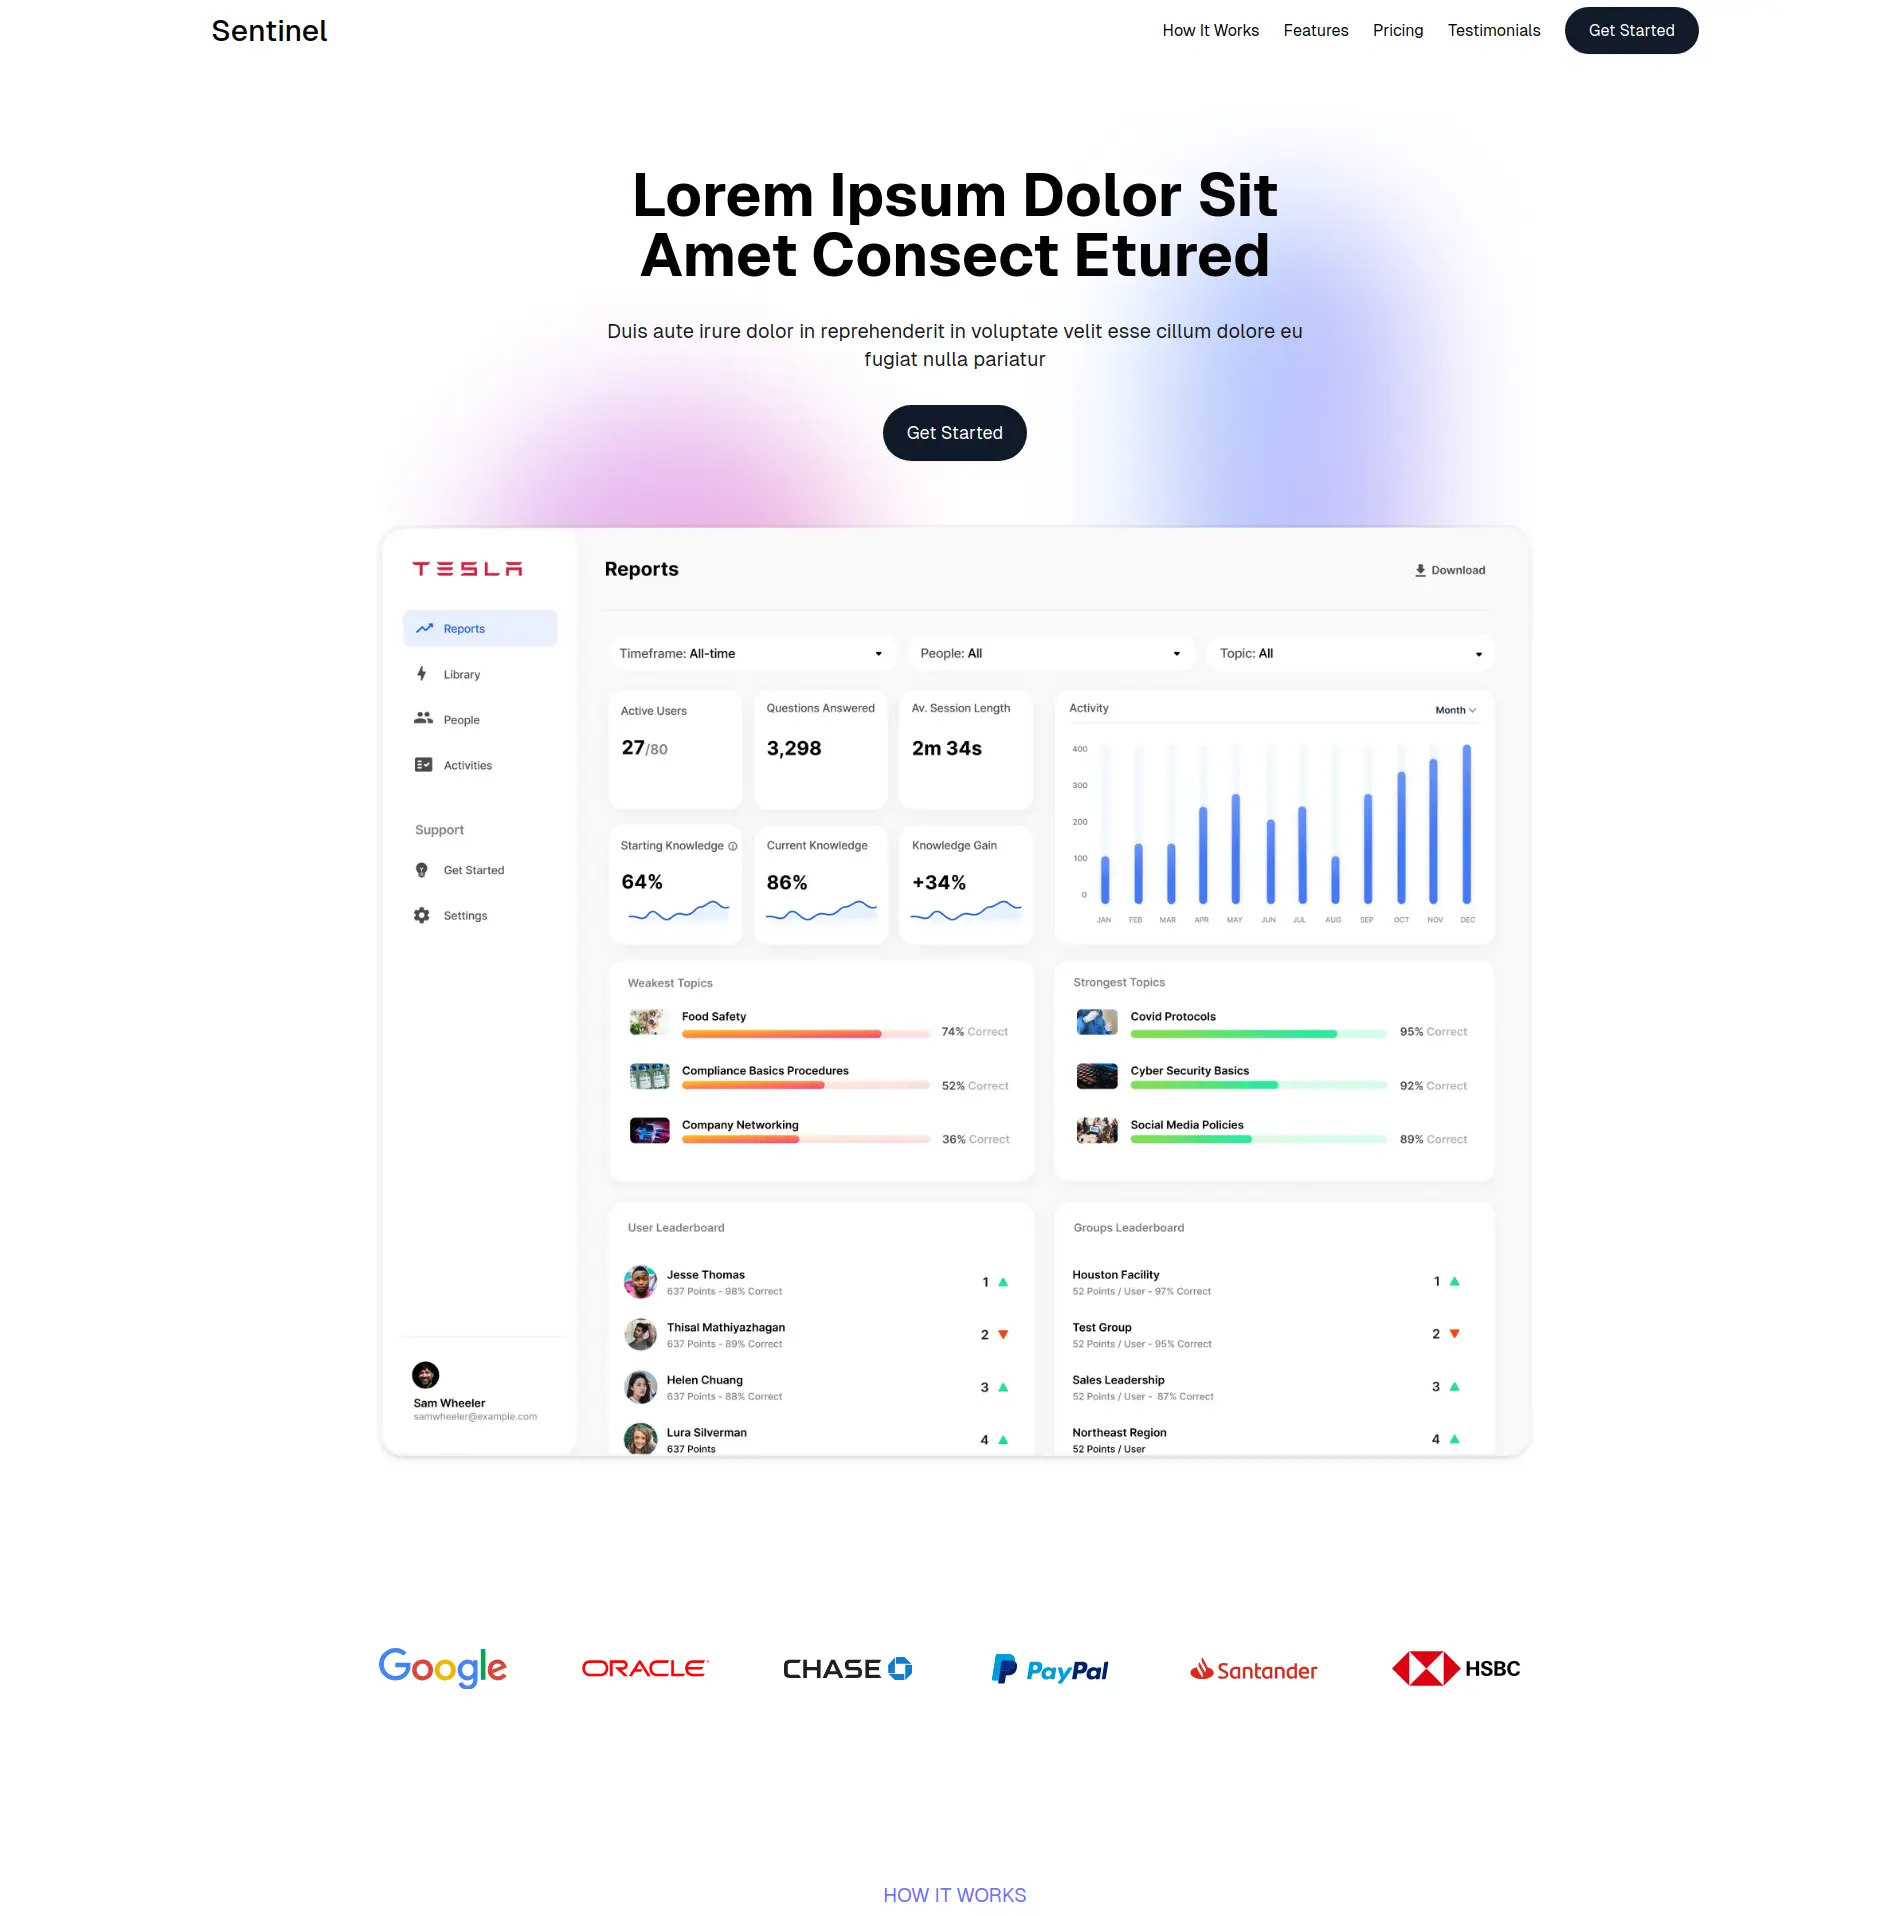 Sentinel
How It Works
Features
Pricing
Testimonials
Get Started
Lorem Ipsum Dolor Sit
Amet Consect Etured
Duis aute irure dolor in reprehenderit in voluptate velit esse cillum dolore eu
fugiat nulla pariatur
Get Started
TESLA
Reports
Library
People
Activities
Support
Get Started
Settings
Sam Wheeler
samwheeler@example.com
Reports
Download
Timeframe: All-time
People: All
Topic: All
Active Users
27/80
Questions Answered
3,298
Av. Session Length
2m 34s
Starting Knowledge
64%
Current Knowledge
86%
Knowledge Gain
+34%
Activity
Month
400
300
200
100
0
JAN FEB MAR APR MAY JUN JUL AUG SEP OCT NOV DEC
Weakest Topics
Food Safety
74% Correct
Compliance Basics Procedures
52% Correct
Company Networking
36% Correct
Strongest Topics
Covid Protocols
95% Correct
Cyber Security Basics
92% Correct
Social Media Policies
89% Correct
User Leaderboard
Jesse Thomas
637 Points - 98% Correct
1
Thisal Mathiyazhagan
637 Points - 89% Correct
2
Helen Chuang
637 Points - 88% Correct
3
Lura Silverman
637 Points
4
Groups Leaderboard
Houston Facility
52 Points / User - 97% Correct
1
Test Group
52 Points / User - 95% Correct
2
Sales Leadership
52 Points / User - 87% Correct
3
Northeast Region
52 Points / User
4
Google
ORACLE
CHASE
PayPal
Santander
HSBC
HOW IT WORKS